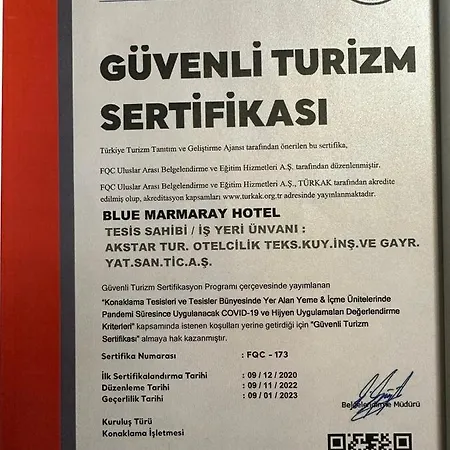 GÜVENLİ TURİZM
SERTİFİKASI
Türkiye Turizm Tanıtım ve Geliştirme Ajansı tarafından önerilen bu sertifika,
FQC Uluslar Arası Belgelendirme ve Eğitim Hizmetleri A.Ş. tarafından düzenlenmiştir.
FQC Uluslar Arası Belgelendirme ve Eğitim Hizmetleri A.Ş., TÜRKAK tarafından akredite
edilmiş olup, akreditasyon kapsamları www.turkak.org.tr adresinde yayınlanmaktadır.
BLUE MARMARAY HOTEL
TESİS SAHİBİ / İŞ YERİ ÜNVANI :
AKSTAR TUR. OTELCİLİK TEKS.KUY.İNŞ.VE GAYR.
YAT.SAN.TİC.A.Ş.
Güvenli Turizm Sertifikasyon Programı çerçevesinde yayımlanan
"Konaklama Tesisleri ve Tesisler Bünyesinde Yer Alan Yeme & İçme Ünitelerinde
Pandemi Süresince Uygulanacak COVID-19 ve Hijyen Uygulamaları Değerlendirme
Kriterleri" kapsamında istenen koşulları yerine getirdiği için "Güvenli Turizm
Sertifikası" almaya hak kazanmıştır.
Sertifika Numarası : FQC - 173
İlk Sertifikalandırma Tarihi : 09 / 12 / 2020
Düzenleme Tarihi : 09 / 11 / 2022
Geçerlilik Tarihi : 09 / 01 / 2023
Belgelendirme Müdürü
Kuruluş Türü
Konaklama İşletmesi